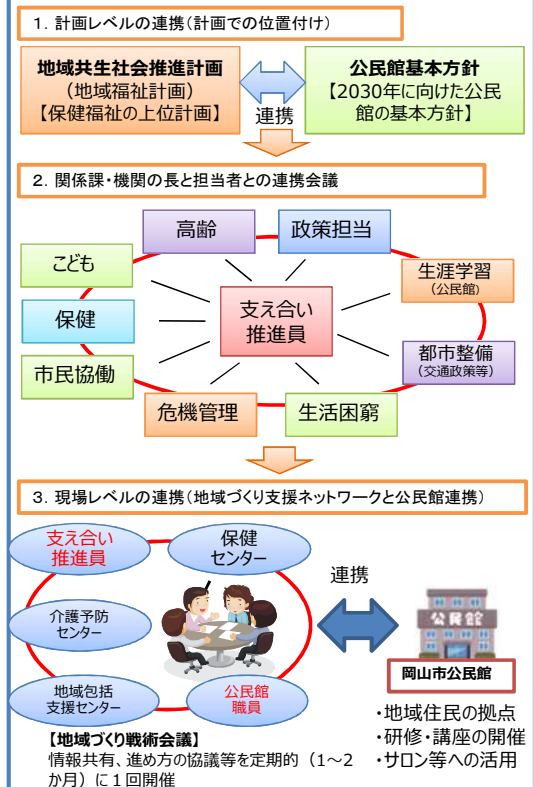 1．計画レベルの連携（計画での位置付け）
地域共生社会推進計画
（地域福祉計画）
【保健福祉の上位計画】
連携
公民館基本方針
【2030年に向けた公民
館の基本方針】
2．関係課・機関の長と担当者との連携会議
高齢
政策担当
こども
生涯学習
（公民館）
保健
支え合い
推進員
都市整備
（交通政策等）
市民協働
危機管理
生活困窮
3．現場レベルの連携（地域づくり支援ネットワークと公民館連携）
支え合い
推進員
保健
センター
介護予防
センター
地域包括
支援センター
公民館
職員
連携
公民館
岡山市公民館
【地域づくり戦術会議】
情報共有、進め方の協議等を定期的（1～2
か月）に１回開催
・地域住民の拠点
・研修・講座の開催
・サロン等への活用